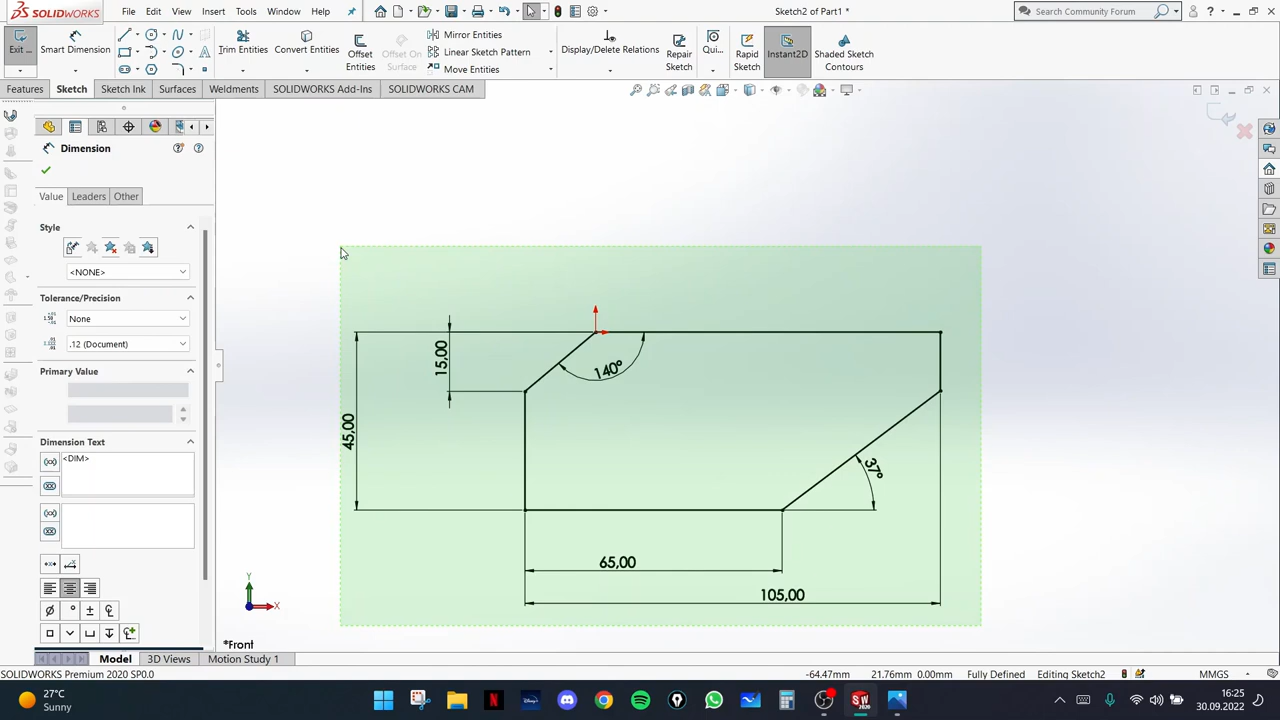 SOLIDWORKS
File Edit View Insert Tools Window Help
Sketch2 of Part1 *
Search Community Forum
Exit ...
Smart Dimension
Trim Entities
Convert Entities
Offset Entities
Offset On Surface
Mirror Entities
Linear Sketch Pattern
Move Entities
Display/Delete Relations
Repair Sketch
Qui...
Rapid Sketch
Instant2D
Shaded Sketch Contours
Features Sketch Sketch Ink Surfaces Weldments SOLIDWORKS Add-Ins SOLIDWORKS CAM
Dimension
Value Leaders Other
Style
<NONE>
Tolerance/Precision
None
.12 (Document)
Primary Value
Dimension Text
<DIM>
15,00
140°
45,00
37°
65,00
105,00
Y
X
*Front
Model 3D Views Motion Study 1
SOLIDWORKS Premium 2020 SP0.0
-64.47mm 21.76mm 0.00mm Fully Defined Editing Sketch2 MMGS
27°C
Sunny
16:25
30.09.2022